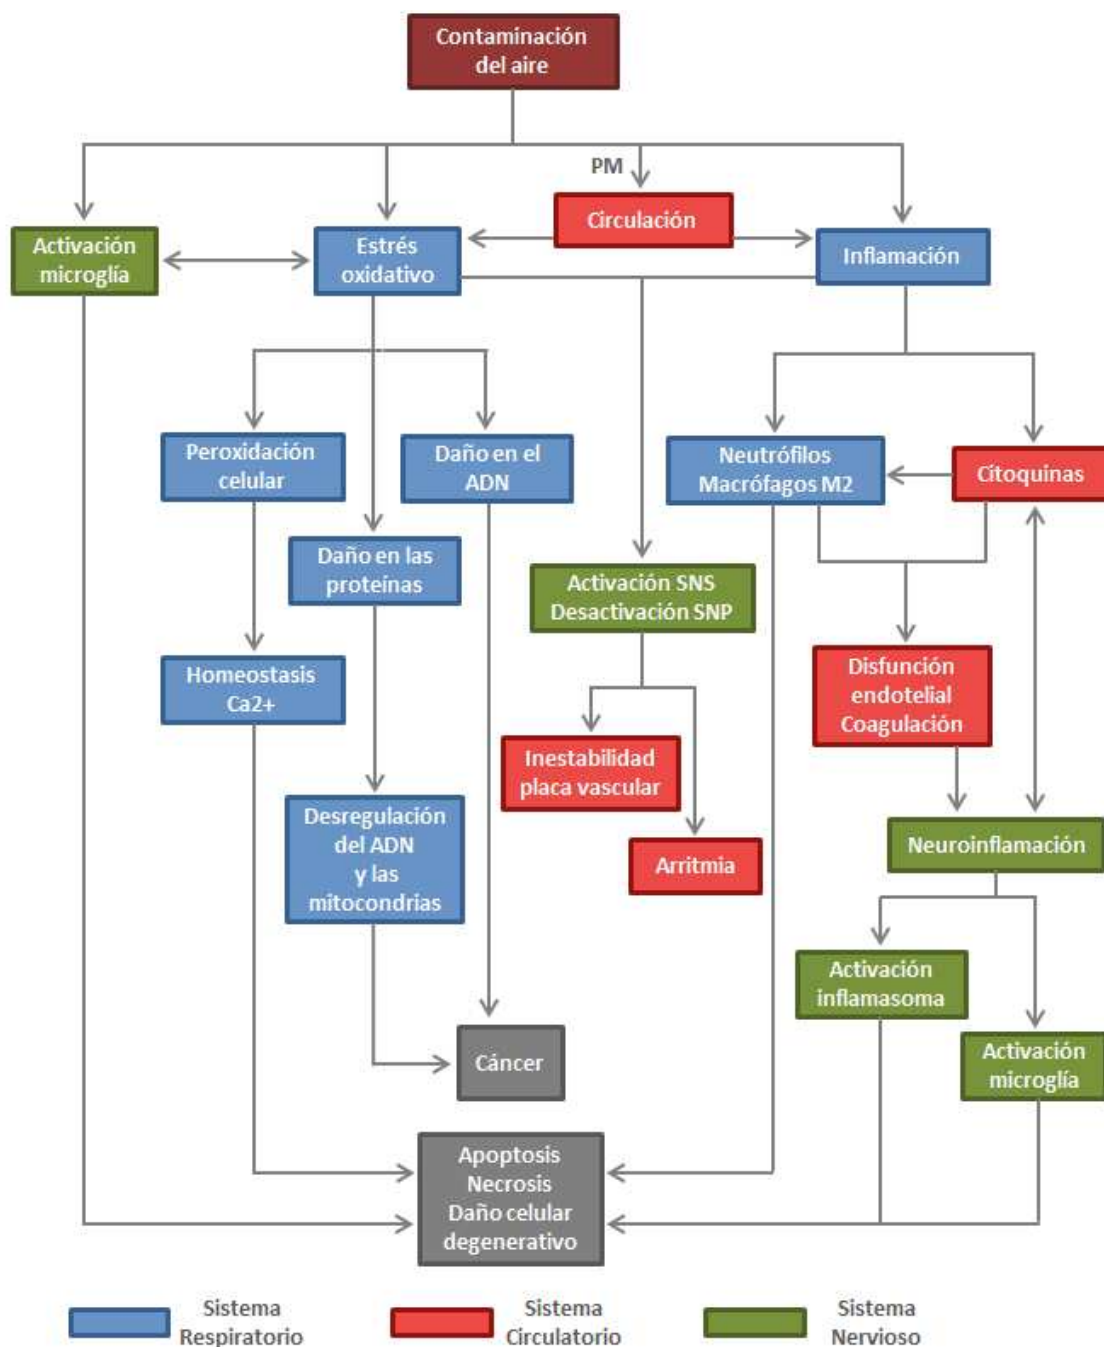 Contaminación
del aire
PM
Circulación
Activación
microglía
Estrés
oxidativo
Inflamación
Peroxidación
celular
Daño en el
ADN
Neutrófilos
Macrófagos M2
Citoquinas
Daño en las
proteínas
Activación SNS
Desactivación SNP
Homeostasis
Ca2+
Disfunción
endotelial
Coagulación
Inestabilidad
placa vascular
Desregulación
del ADN
y las
mitocondrias
Arritmia
Neuroinflamación
Activación
inflamasoma
Cáncer
Activación
microglía
Apoptosis
Necrosis
Daño celular
degenerativo
Sistema
Respiratorio
Sistema
Circulatorio
Sistema
Nervioso